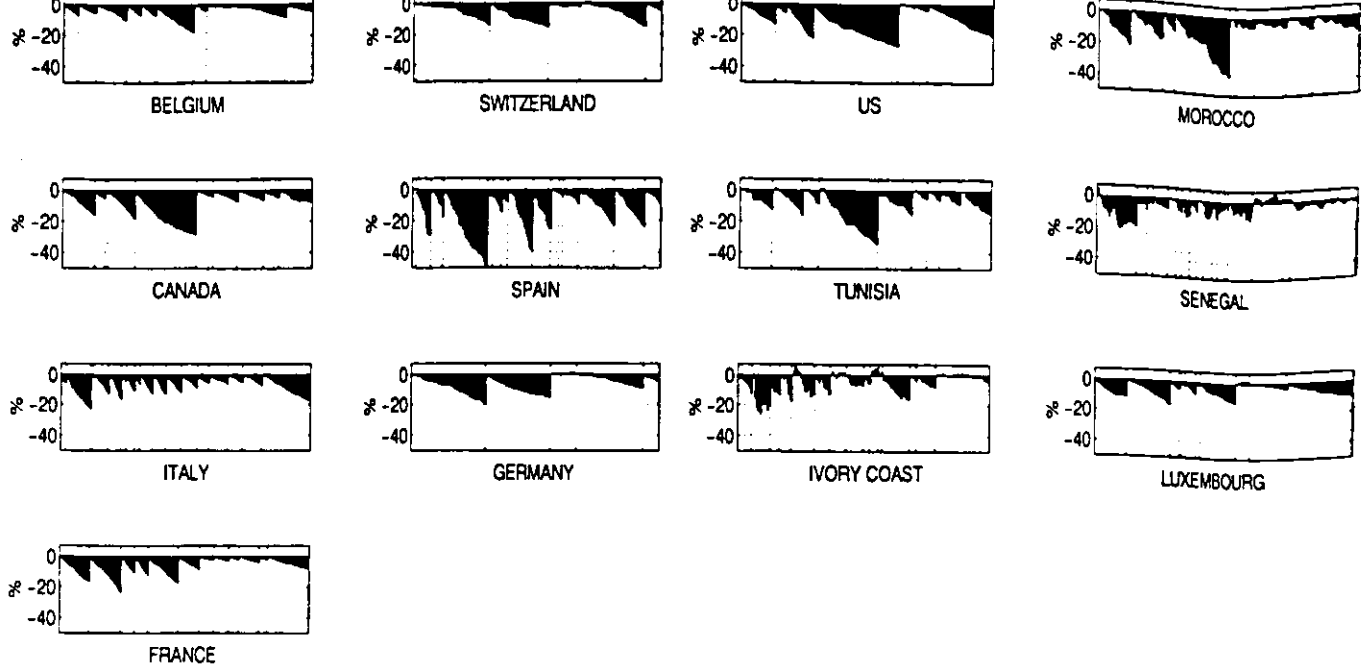 0 0 0 0
% -20 % -20 % -20 % -20
-40 -40 -40 -40
BELGIUM SWITZERLAND US MOROCCO
0 0 0 0
% -20 % -20 % -20 % -20
-40 -40 -40 -40
CANADA SPAIN TUNISIA SENEGAL
0 0 0 0
% -20 % -20 % -20 % -20
-40 -40 -40 -40
ITALY GERMANY IVORY COAST LUXEMBOURG
0
% -20
-40
FRANCE